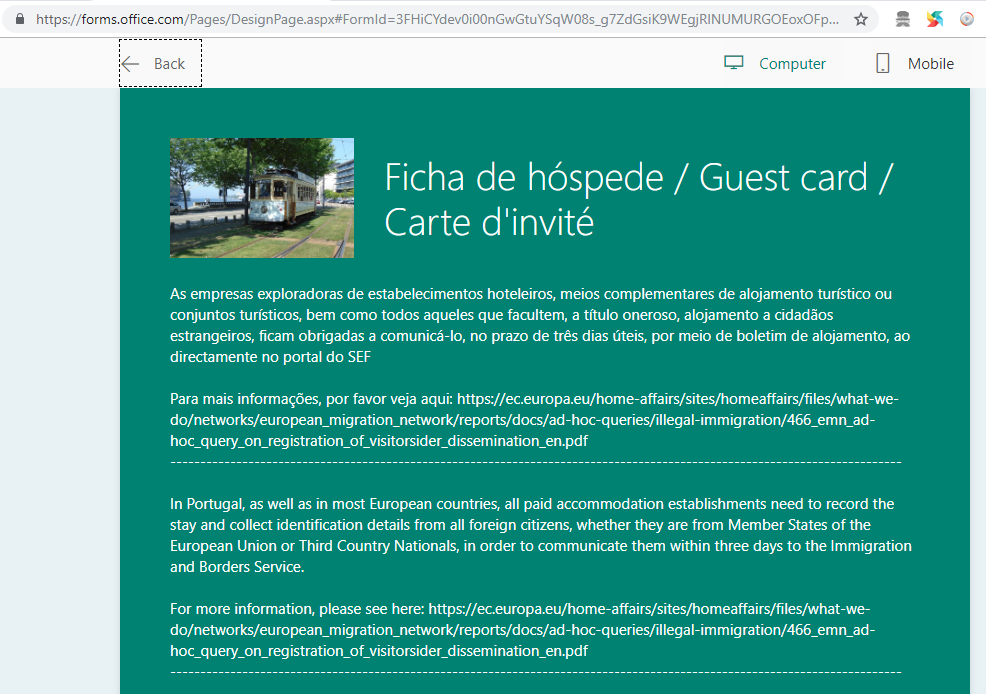 https://forms.office.com/Pages/DesignPage.aspx#FormId=3FHiCYdev0i00nGwGtuYSqW08s_g7ZdGsiK9WEgjRlNUMURGOEoxOFp...
Back
Computer
Mobile
Ficha de hóspede / Guest card /
Carte d'invité
As empresas exploradoras de estabelecimentos hoteleiros, meios complementares de alojamento turístico ou
conjuntos turísticos, bem como todos aqueles que facultem, a título oneroso, alojamento a cidadãos
estrangeiros, ficam obrigadas a comunicá-lo, no prazo de três dias úteis, por meio de boletim de alojamento, ao
directamente no portal do SEF
Para mais informações, por favor veja aqui: https://ec.europa.eu/home-affairs/sites/homeaffairs/files/what-we-
do/networks/european_migration_network/reports/docs/ad-hoc-queries/illegal-immigration/466_emn_ad-
hoc_query_on_registration_of_visitorsider_dissemination_en.pdf
In Portugal, as well as in most European countries, all paid accommodation establishments need to record the
stay and collect identification details from all foreign citizens, whether they are from Member States of the
European Union or Third Country Nationals, in order to communicate them within three days to the Immigration
and Borders Service.
For more information, please see here: https://ec.europa.eu/home-affairs/sites/homeaffairs/files/what-we-
do/networks/european_migration_network/reports/docs/ad-hoc-queries/illegal-immigration/466_emn_ad-
hoc_query_on_registration_of_visitorsider_dissemination_en.pdf